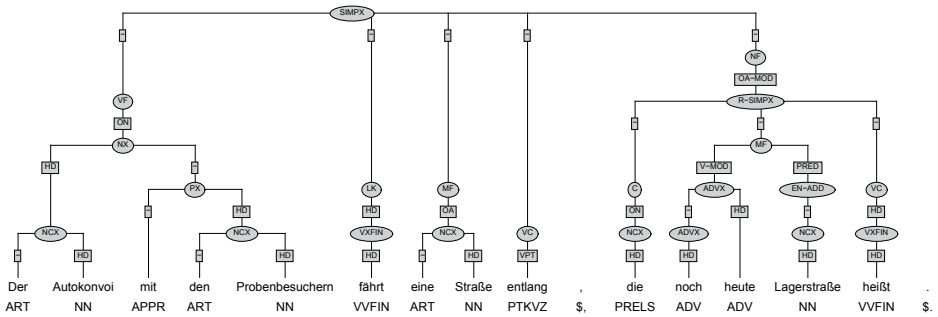 SIMPX
– – – – –
NF
OA−MOD
VF R−SIMPX
ON – – –
NX MF
HD – V−MOD PRED
PX LK MF C ADVX EN−ADD VC
– HD HD OA ON – HD – HD
NCX NCX VXFIN NCX VC NCX ADVX NCX VXFIN
– HD – HD HD – HD VPT HD HD HD HD
Der Autokonvoi mit den Probenbesuchern fährt eine Straße entlang , die noch heute Lagerstraße heißt .
ART NN APPR ART NN VVFIN ART NN PTKVZ $, PRELS ADV ADV NN VVFIN $.